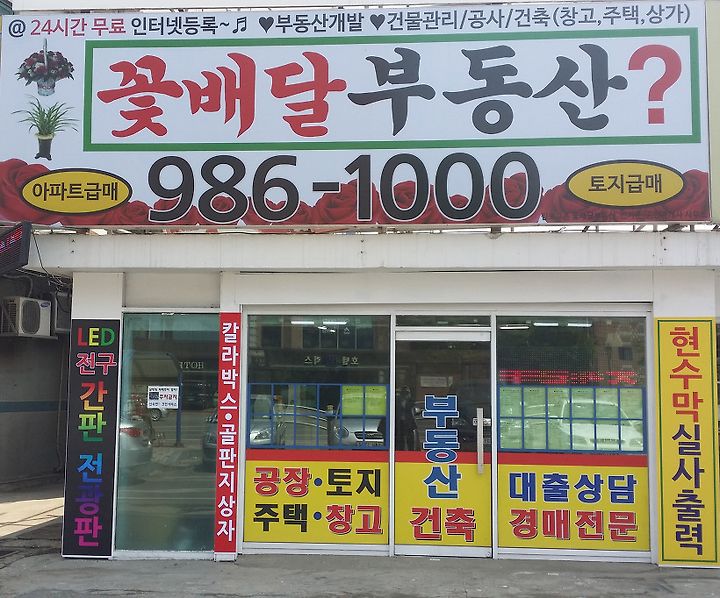 @ 24시간 무료 인터넷등록~♬ ♥부동산개발 ♥건물관리/공사/건축(창고,주택,상가)
꽃배달부동산?
아파트급매
986-1000
토지급매
LED
전구
간판 전광판
칼라박스·골판지상자
부동산
건축
공장·토지
주택·창고
대출상담
경매전문
현수막실사출력